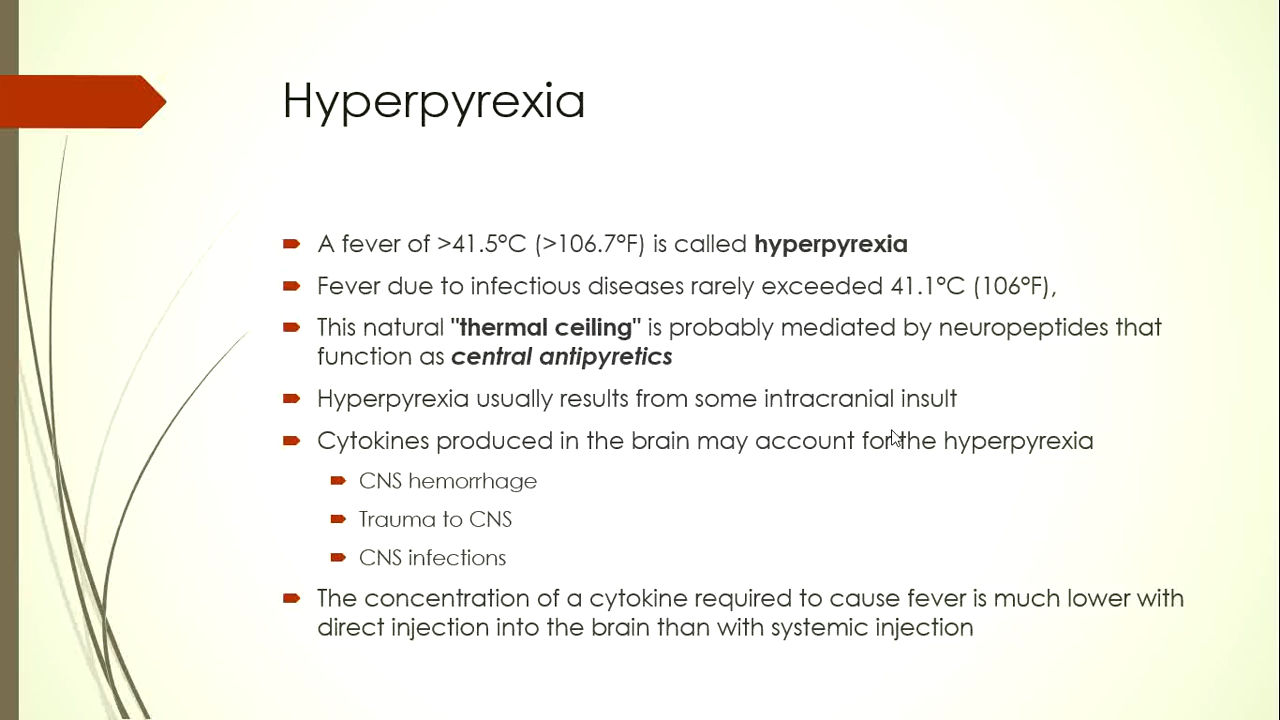 Hyperpyrexia
A fever of >41.5°C (>106.7°F) is called hyperpyrexia
Fever due to infectious diseases rarely exceeded 41.1°C (106°F),
This natural "thermal ceiling" is probably mediated by neuropeptides that
function as central antipyretics
Hyperpyrexia usually results from some intracranial insult
Cytokines produced in the brain may account for the hyperpyrexia
CNS hemorrhage
Trauma to CNS
CNS infections
The concentration of a cytokine required to cause fever is much lower with
direct injection into the brain than with systemic injection